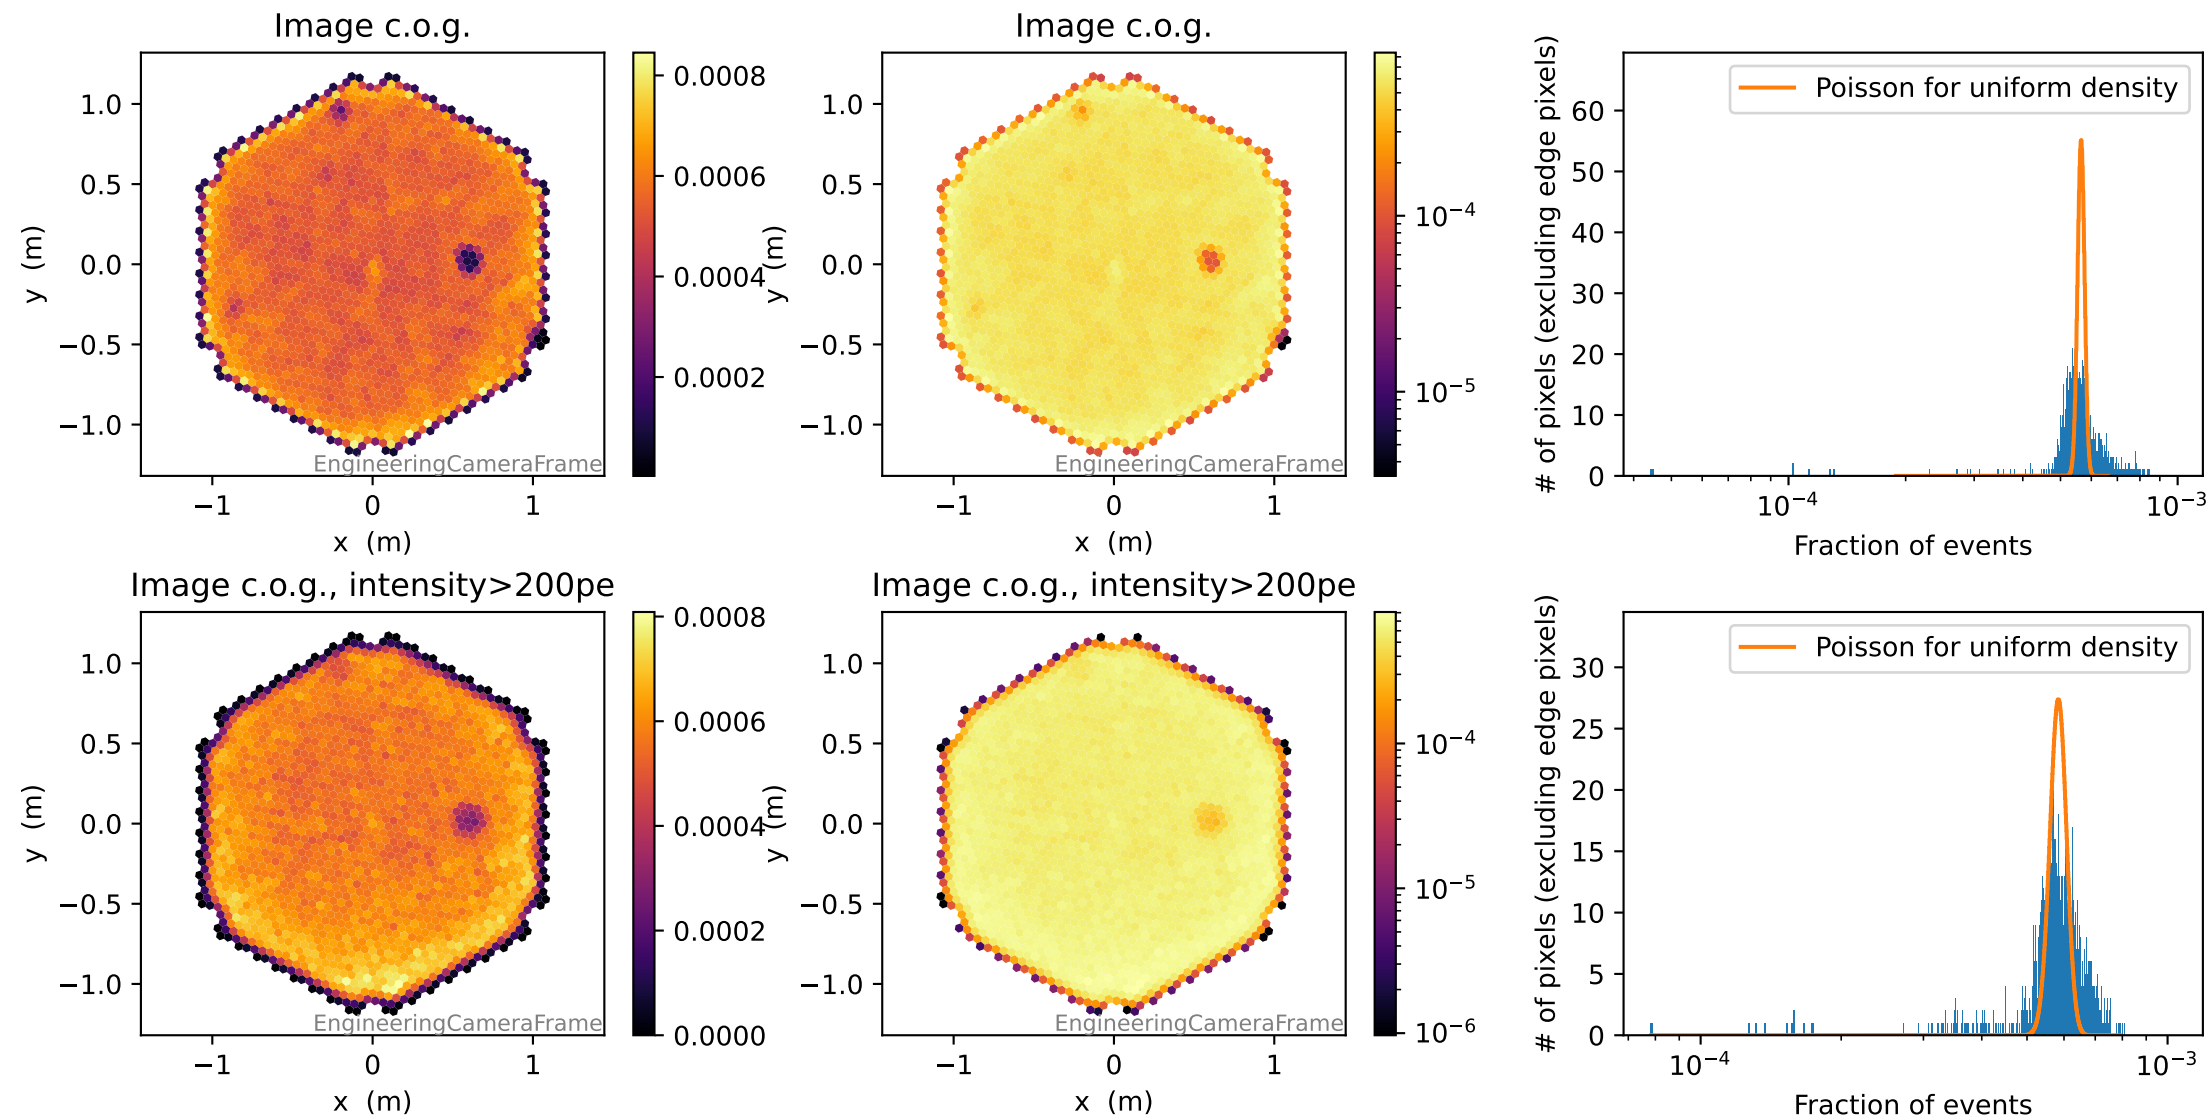 Image c.o.g.
1.0
0.5
0.0
−0.5
−1.0
y (m)
−1
0
1
x (m)
EngineeringCameraFrame
0.0008
0.0006
0.0004
0.0002
Image c.o.g.
1.0
0.5
0.0
−0.5
−1.0
y (m)
−1
0
1
x (m)
EngineeringCameraFrame
10⁻⁴
10⁻⁵
# of pixels (excluding edge pixels)
60
50
40
30
20
10
0
Poisson for uniform density
10⁻⁴
10⁻³
Fraction of events
Image c.o.g., intensity>200pe
1.0
0.5
0.0
−0.5
−1.0
y (m)
−1
0
1
x (m)
EngineeringCameraFrame
0.0008
0.0006
0.0004
0.0002
0.0000
Image c.o.g., intensity>200pe
1.0
0.5
0.0
−0.5
−1.0
y (m)
−1
0
1
x (m)
EngineeringCameraFrame
10⁻⁴
10⁻⁵
10⁻⁶
# of pixels (excluding edge pixels)
30
25
20
15
10
5
0
Poisson for uniform density
10⁻⁴
10⁻³
Fraction of events